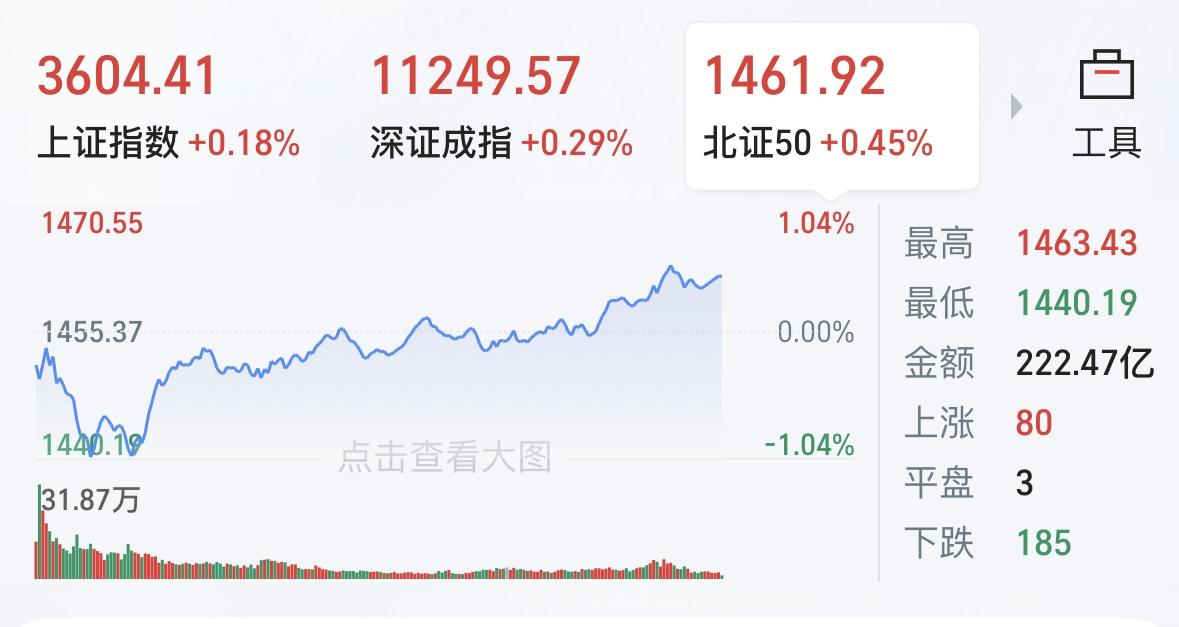 3604.41
上证指数 +0.18%
11249.57
深证成指 +0.29%
1461.92
北证50 +0.45%
工具
1470.55
1.04%
1455.37
0.00%
1440.19
-1.04%
点击查看大图
31.87万
最高 1463.43
最低 1440.19
金额 222.47亿
上涨 80
平盘 3
下跌 185